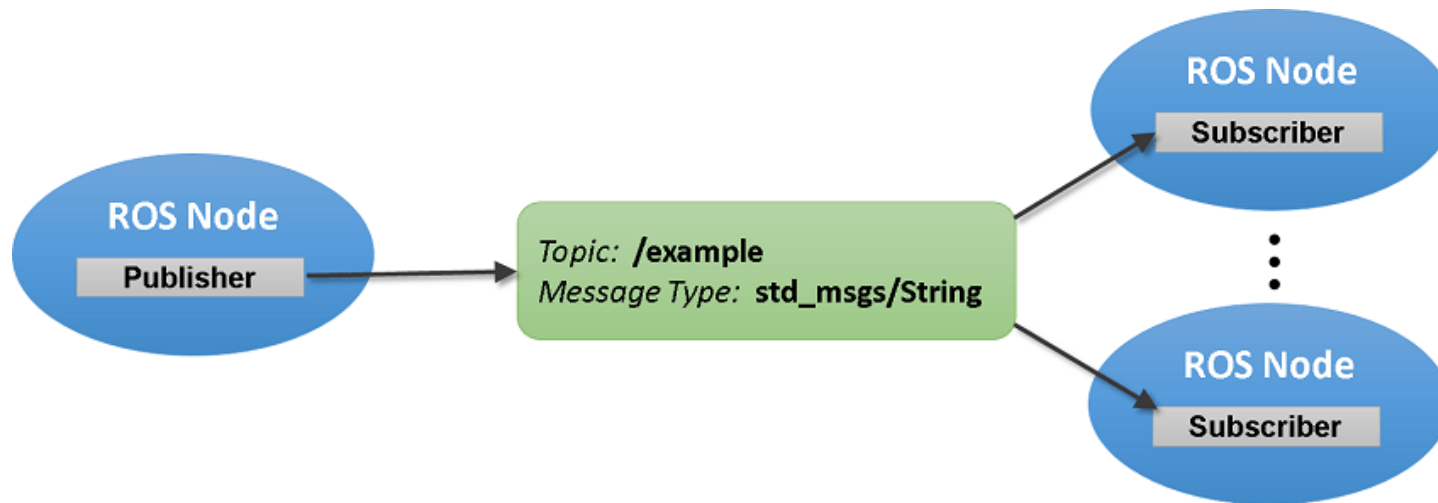 ROS Node
Publisher
Topic: /example
Message Type: std_msgs/String
ROS Node
Subscriber
ROS Node
Subscriber